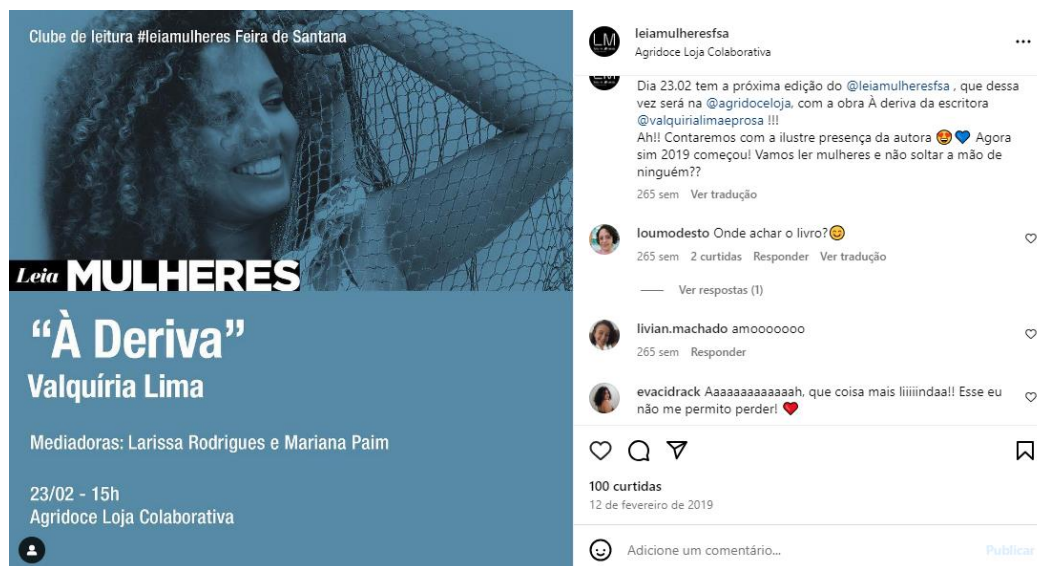 Clube de leitura #leiamulheres Feira de Santana
Leia MULHERES
“À Deriva”
Valquíria Lima
Mediadoras: Larissa Rodrigues e Mariana Paim
23/02 - 15h
Agridoce Loja Colaborativa
LM
leiamulheresfsa
Agridoce Loja Colaborativa
Dia 23.02 tem a próxima edição do @leiamulheresfsa , que dessa
vez será na @agridoceloja, com a obra À deriva da escritora
@valquirialimaeprosa !!!
Ah!! Contaremos com a ilustre presença da autora 🤩💙 Agora
sim 2019 começou! Vamos ler mulheres e não soltar a mão de
ninguém??
265 sem Ver tradução
loumodesto Onde achar o livro?😊
265 sem 2 curtidas Responder Ver tradução
Ver respostas (1)
livian.machado amooooooo
265 sem Responder
evacidrack Aaaaaaaaaaaaah, que coisa mais liiiiindaa!! Esse eu
não me permito perder! ❤️
100 curtidas
12 de fevereiro de 2019
Adicione um comentário...
Publicar